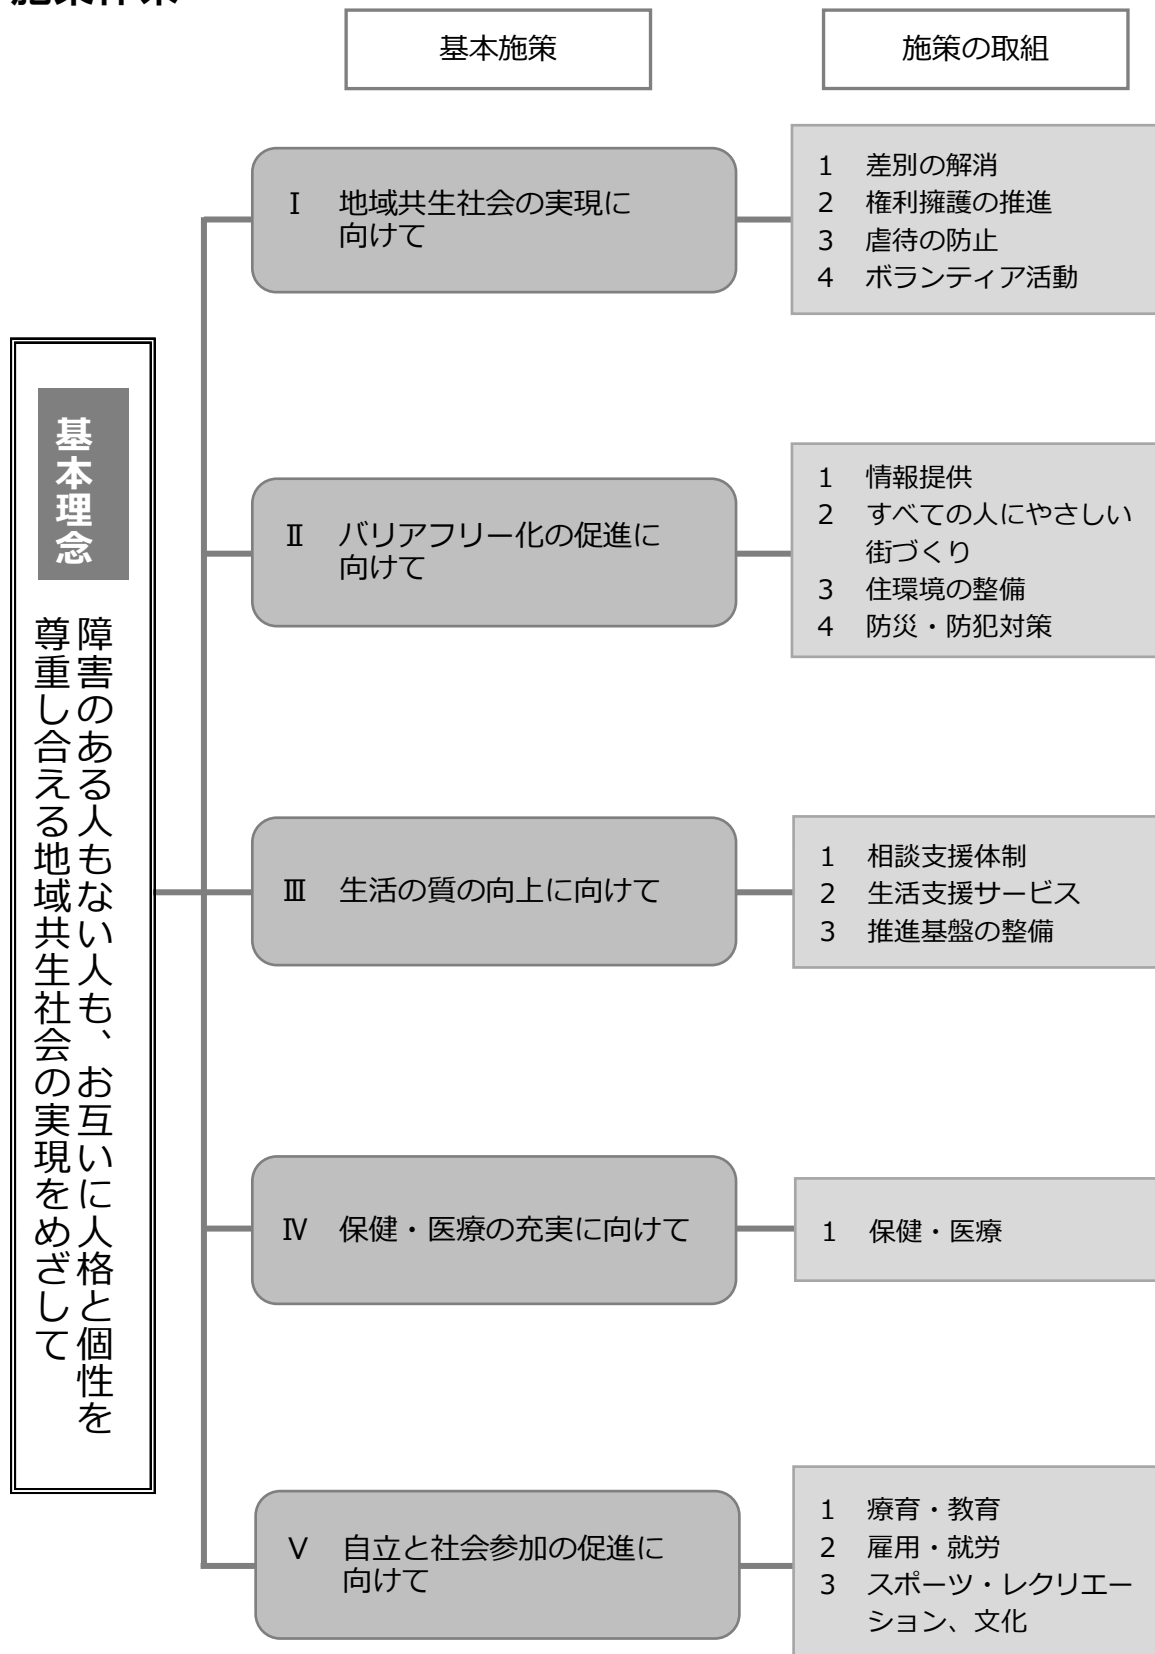 基本施策
施策の取組
Ⅰ 地域共生社会の実現に
向けて
1 差別の解消
2 権利擁護の推進
3 虐待の防止
4 ボランティア活動
基本理念
障害のある人もない人も、お互いに人格と個性を
尊重し合える地域共生社会の実現をめざして
Ⅱ バリアフリー化の促進に
向けて
1 情報提供
2 すべての人にやさしい
街づくり
3 住環境の整備
4 防災・防犯対策
Ⅲ 生活の質の向上に向けて
1 相談支援体制
2 生活支援サービス
3 推進基盤の整備
Ⅳ 保健・医療の充実に向けて
1 保健・医療
Ⅴ 自立と社会参加の促進に
向けて
1 療育・教育
2 雇用・就労
3 スポーツ・レクリエー
ション、文化